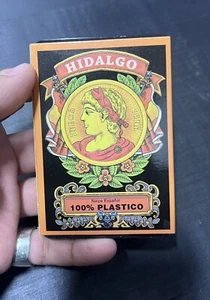 HIDALGO
Naipe Español
100% PLASTICO